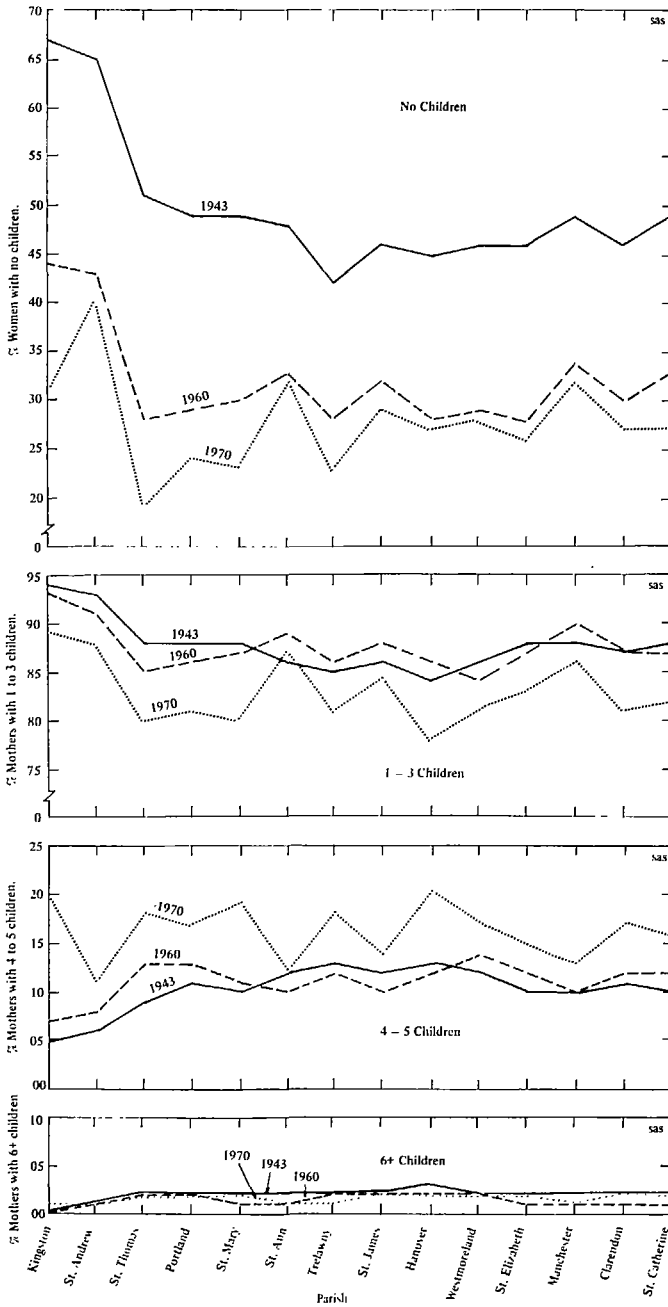 sas
70
65
60
55
50
45
40
35
30
25
20
0
% Women with no children.
No Children
1943
1960
1970
sas
95
90
85
80
75
0
% Mothers with 1 to 3 children.
1943
1960
1970
1 – 3 Children
sas
25
20
15
10
05
00
% Mothers with 4 to 5 children.
1970
1960
1943
4 – 5 Children
sas
10
05
00
% Mothers with 6+ children
6+ Children
1970
1943
1960
Kingston
St. Andrew
St. Thomas
Portland
St. Mary
St. Ann
Trelawny
St. James
Hanover
Westmoreland
St. Elizabeth
Manchester
Clarendon
St. Catherine
Parish